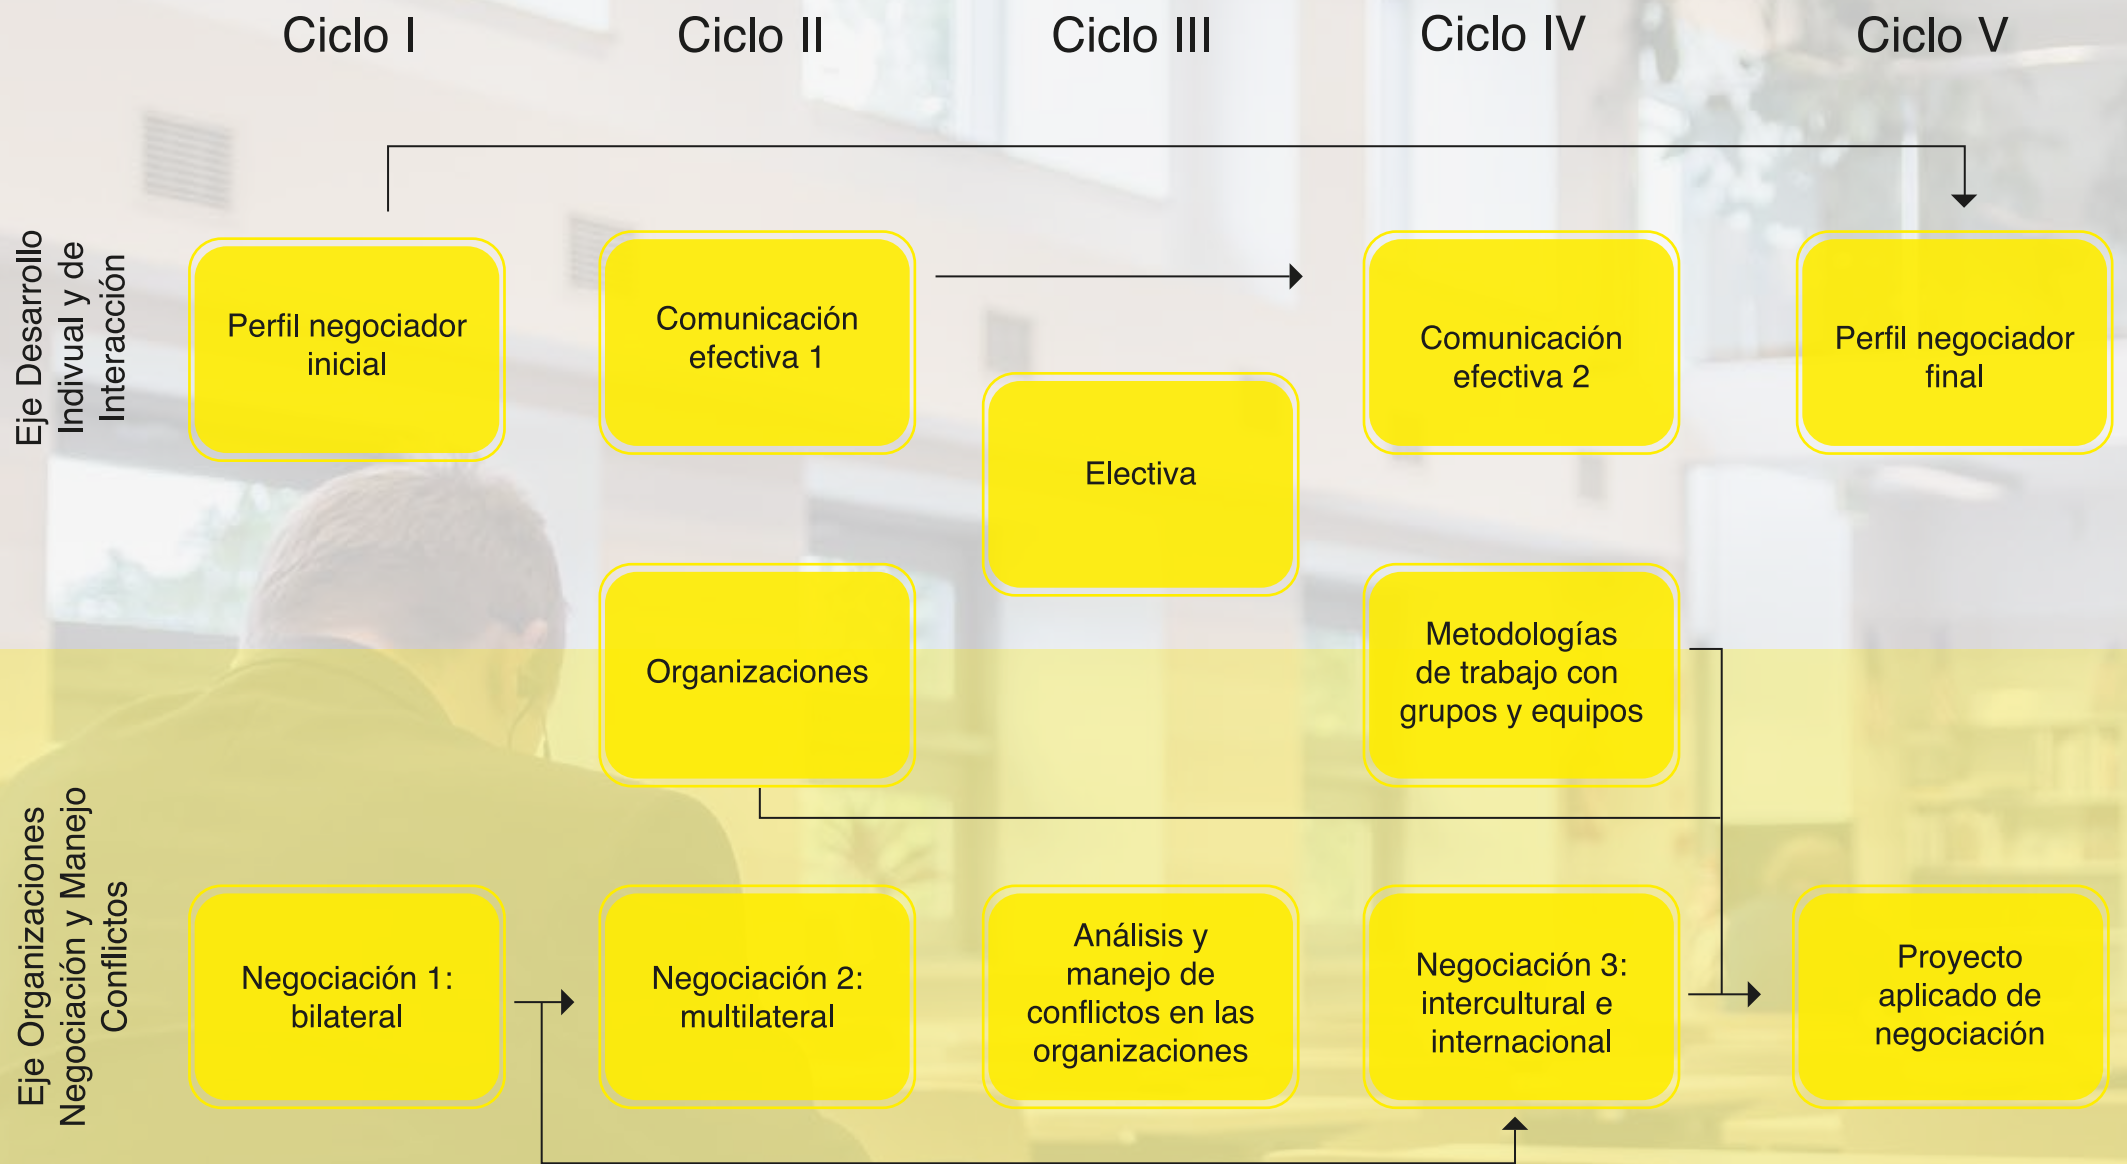 Ciclo I
Ciclo II
Ciclo III
Ciclo IV
Ciclo V
Eje Desarrollo
Indivual y de
Interacción
Perfil negociador
inicial
Comunicación
efectiva 1
Electiva
Comunicación
efectiva 2
Perfil negociador
final
Organizaciones
Metodologías
de trabajo con
grupos y equipos
Eje Organizaciones
Negociación y Manejo
Conflictos
Negociación 1:
bilateral
Negociación 2:
multilateral
Análisis y
manejo de
conflictos en las
organizaciones
Negociación 3:
intercultural e
internacional
Proyecto
aplicado de
negociación